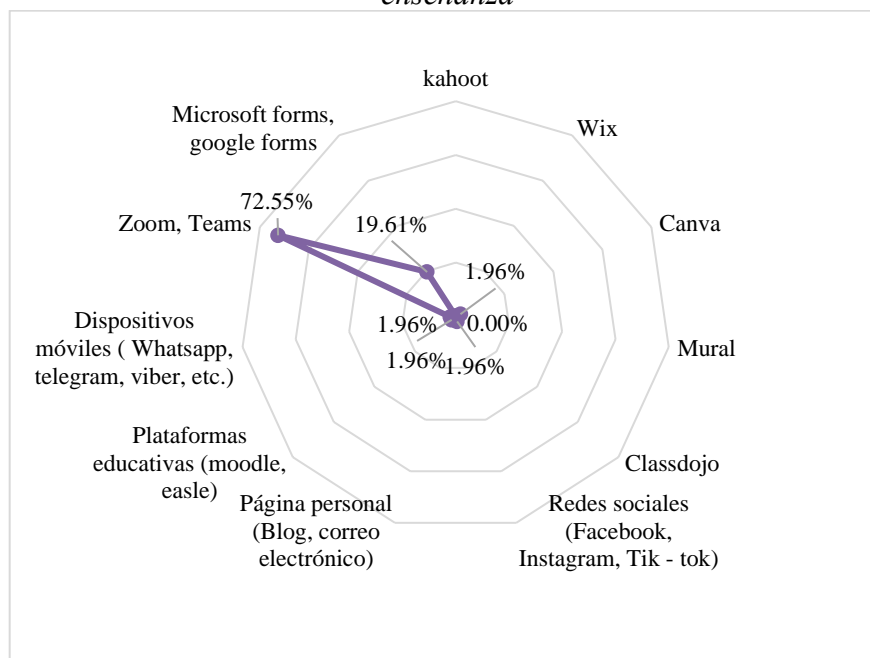 enseñanza
kahoot
Microsoft forms,
google forms
Wix
72.55%
Zoom, Teams
19.61%
Canva
1.96%
Dispositivos
móviles ( Whatsapp,
telegram, viber, etc.)
1.96%
0.00%
Mural
1.96%
1.96%
Plataformas
educativas (moodle,
easle)
Classdojo
Página personal
(Blog, correo
electrónico)
Redes sociales
(Facebook,
Instagram, Tik - tok)